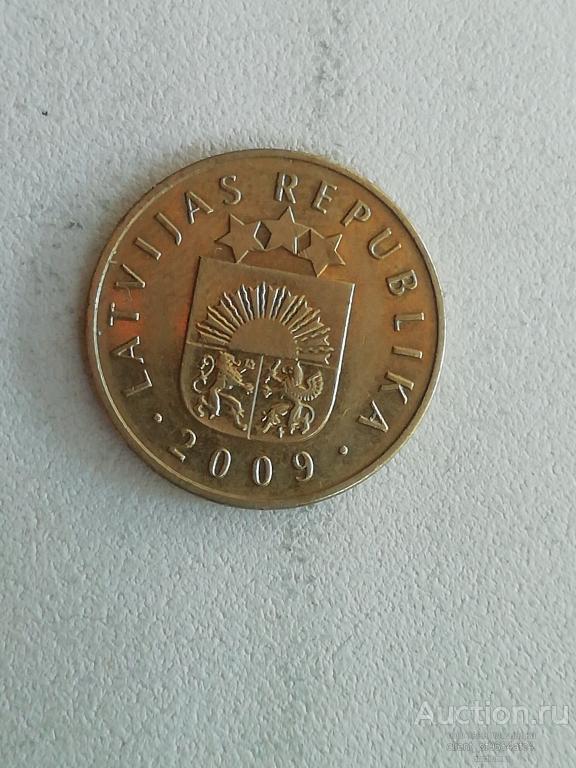 LATVIJAS REPUBLIKA
· 2009 ·
Auction.ru